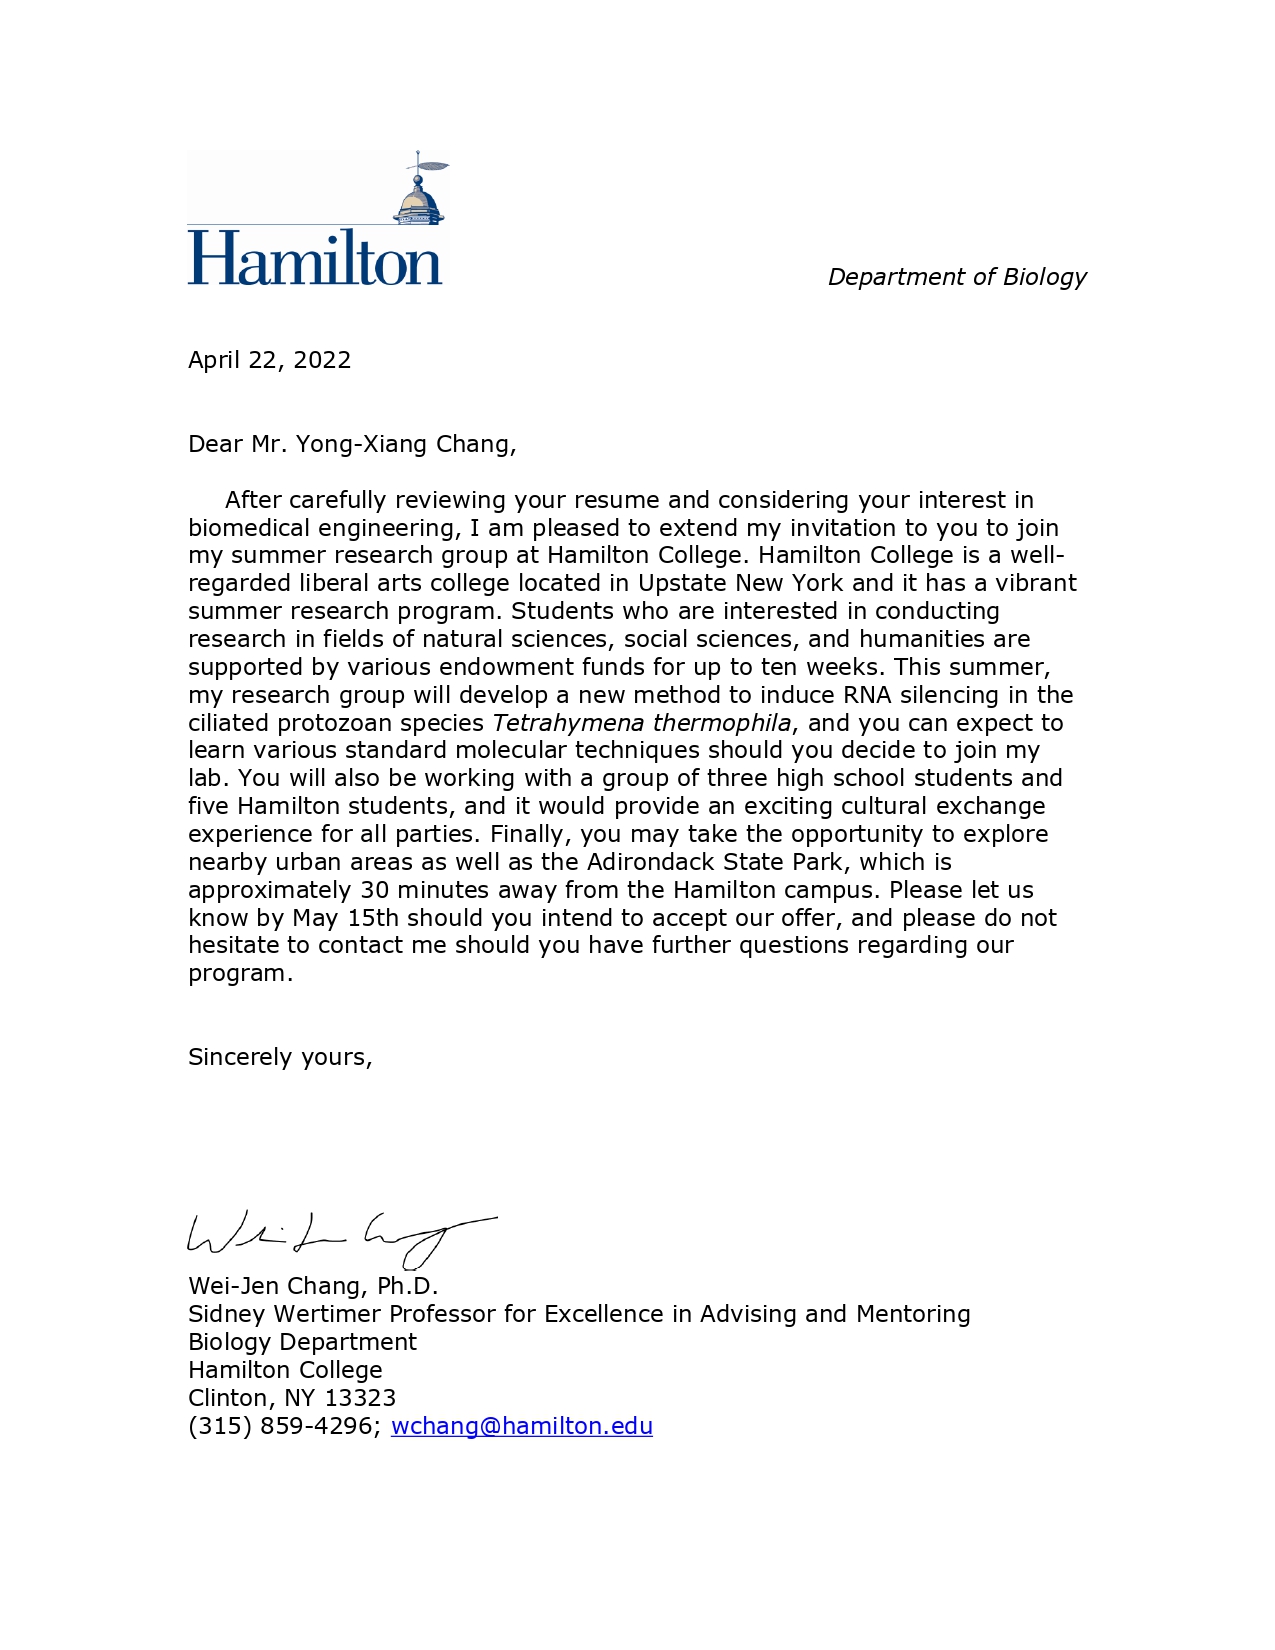 Hamilton
Department of Biology
April 22, 2022
Dear Mr. Yong-Xiang Chang,
After carefully reviewing your resume and considering your interest in
biomedical engineering, I am pleased to extend my invitation to you to join
my summer research group at Hamilton College. Hamilton College is a well-
regarded liberal arts college located in Upstate New York and it has a vibrant
summer research program. Students who are interested in conducting
research in fields of natural sciences, social sciences, and humanities are
supported by various endowment funds for up to ten weeks. This summer,
my research group will develop a new method to induce RNA silencing in the
ciliated protozoan species Tetrahymena thermophila, and you can expect to
learn various standard molecular techniques should you decide to join my
lab. You will also be working with a group of three high school students and
five Hamilton students, and it would provide an exciting cultural exchange
experience for all parties. Finally, you may take the opportunity to explore
nearby urban areas as well as the Adirondack State Park, which is
approximately 30 minutes away from the Hamilton campus. Please let us
know by May 15th should you intend to accept our offer, and please do not
hesitate to contact me should you have further questions regarding our
program.
Sincerely yours,
Wei-Jen Chang
Wei-Jen Chang, Ph.D.
Sidney Wertimer Professor for Excellence in Advising and Mentoring
Biology Department
Hamilton College
Clinton, NY 13323
(315) 859-4296; wchang@hamilton.edu